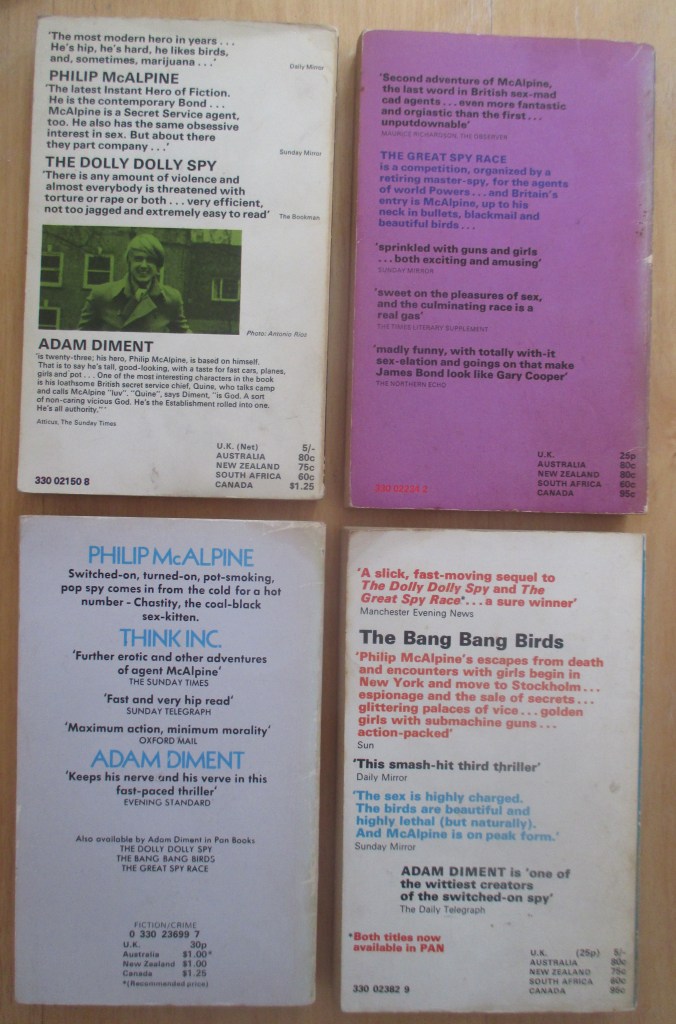 'The most modern hero in years ...
He's hip, he's hard, he likes birds,
and, sometimes, marijuana ...'
Daily Mirror
PHILIP McALPINE
'The latest Instant Hero of Fiction.
He is the contemporary Bond ...
McAlpine is a Secret Service agent,
too. He also has the same obsessive
interest in sex. But about there
they part company ...'
Sunday Mirror
THE DOLLY DOLLY SPY
'There is any amount of violence and
almost everybody is threatened with
torture or rape or both ... very efficient,
not too jagged and extremely easy to read'
The Bookman
Photo: Antonio Rios
ADAM DIMENT
'is twenty-three; his hero, Philip McAlpine, is based on himself.
That is to say he's tall, good-looking, with a taste for fast cars, planes,
girls and pot ... One of the most interesting characters in the book
is his loathsome British secret service chief, Quine, who talks camp
and calls McAlpine "luv". "Quine", says Diment, "is God. A sort
of non-caring vicious God. He's the Establishment rolled into one.
He's all authority." '
Atticus, The Sunday Times
U.K. (Net) 5/-
AUSTRALIA 80c
NEW ZEALAND 75c
SOUTH AFRICA 60c
CANADA $1.25
330 02150 8
'Second adventure of McAlpine,
the last word in British sex-mad
cad agents ... even more fantastic
and orgiastic than the first ...
unputdownable'
MAURICE RICHARDSON, THE OBSERVER
THE GREAT SPY RACE
is a competition, organized by a
retiring master-spy, for the agents
of world Powers ... and Britain's
entry is McAlpine, up to his
neck in bullets, blackmail and
beautiful birds ...
'sprinkled with guns and girls
... both exciting and amusing'
SUNDAY MIRROR
'sweet on the pleasures of sex,
and the culminating race is a
real gas'
THE TIMES LITERARY SUPPLEMENT
'madly funny, with totally with-it
sex-elation and goings on that make
James Bond look like Gary Cooper'
THE NORTHERN ECHO
U.K. 25p
AUSTRALIA 80c
NEW ZEALAND 80c
SOUTH AFRICA 60c
CANADA 95c
PHILIP McALPINE
Switched-on, turned-on, pot-smoking,
pop spy comes in from the cold for a hot
number – Chastity, the coal-black
sex-kitten.
THINK INC.
'Further erotic and other adventures
of agent McAlpine'
THE SUNDAY TIMES
'Fast and very hip read'
SUNDAY TELEGRAPH
'Maximum action, minimum morality'
OXFORD MAIL
ADAM DIMENT
'Keeps his nerve and his verve in this
fast-paced thriller'
EVENING STANDARD
Also available by Adam Diment in Pan Books
THE DOLLY DOLLY SPY
THE BANG BANG BIRDS
THE GREAT SPY RACE
FICTION/CRIME
0 330 23699 7
U.K. 30p
Australia $1.00*
New Zealand $1.00
Canada $1.25
*(Recommended price)
'A slick, fast-moving sequel to
The Dolly Dolly Spy and The
Great Spy Race* ... a sure winner'
Manchester Evening News
The Bang Bang Birds
'Philip McAlpine's escapes from death
and encounters with girls begin in
New York and move to Stockholm ...
espionage and the sale of secrets ...
glittering palaces of vice ... golden
girls with submachine guns ...
action-packed'
Sun
'This smash-hit third thriller'
Daily Mirror
'The sex is highly charged.
The birds are beautiful and
highly lethal (but naturally).
And McAlpine is on peak form.'
Sunday Mirror
ADAM DIMENT is 'one of
the wittiest creators
of the switched-on spy'
The Daily Telegraph
*Both titles now
available in PAN
U.K. (25p) 5/-
AUSTRALIA 80c
NEW ZEALAND 75c
SOUTH AFRICA 60c
CANADA 95c
330 02382 9